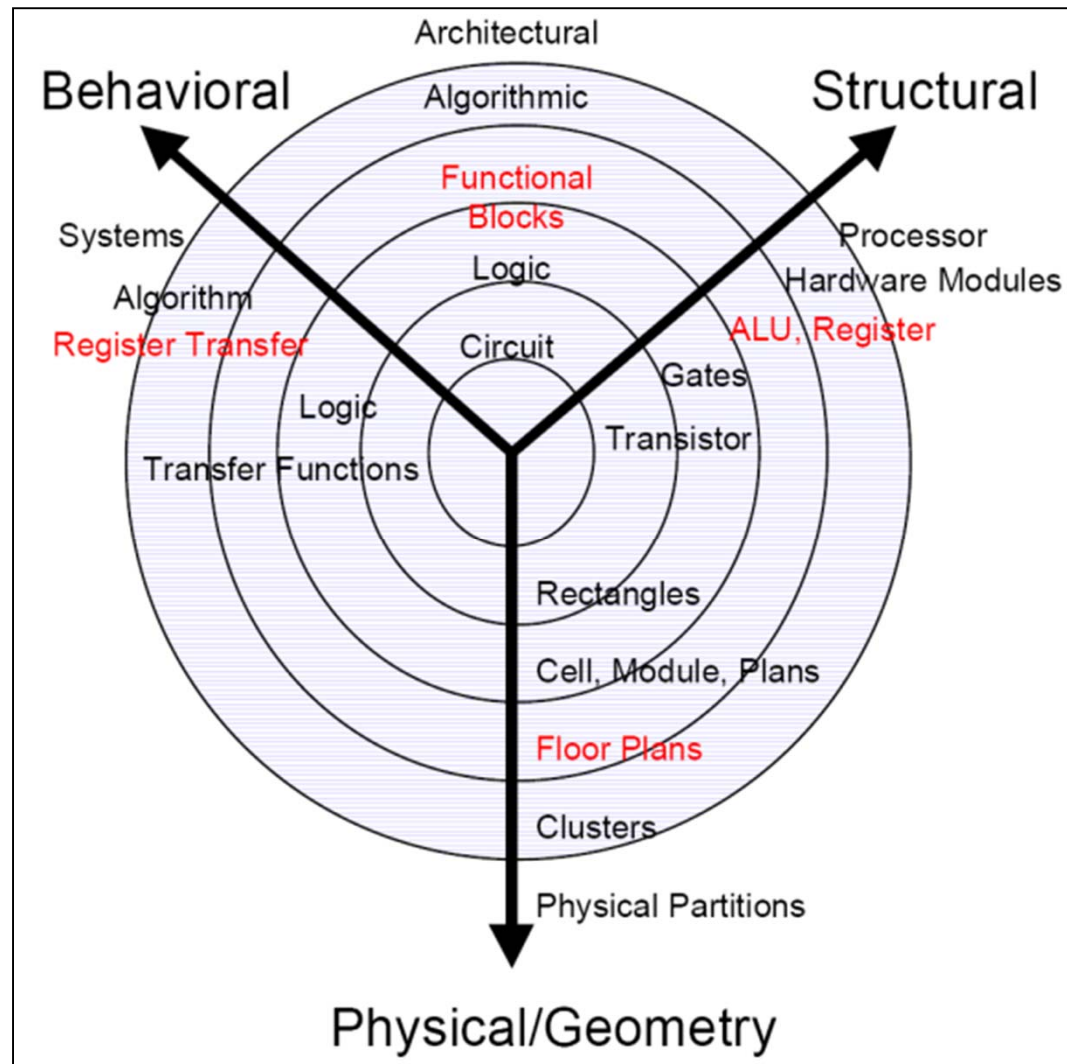 Architectural
Behavioral
Structural
Algorithmic
Functional
Blocks
Systems
Processor
Logic
Hardware Modules
Algorithm
ALU, Register
Register Transfer
Circuit
Gates
Logic
Transistor
Transfer Functions
Rectangles
Cell, Module, Plans
Floor Plans
Clusters
Physical Partitions
Physical/Geometry